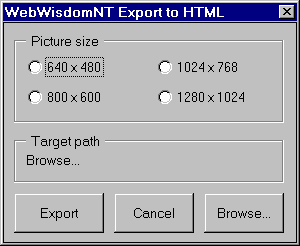 WebWisdomNT Export to HTML
Picture size
640 x 480
1024 x 768
800 x 600
1280 x 1024
Target path
Browse...
Export
Cancel
Browse...